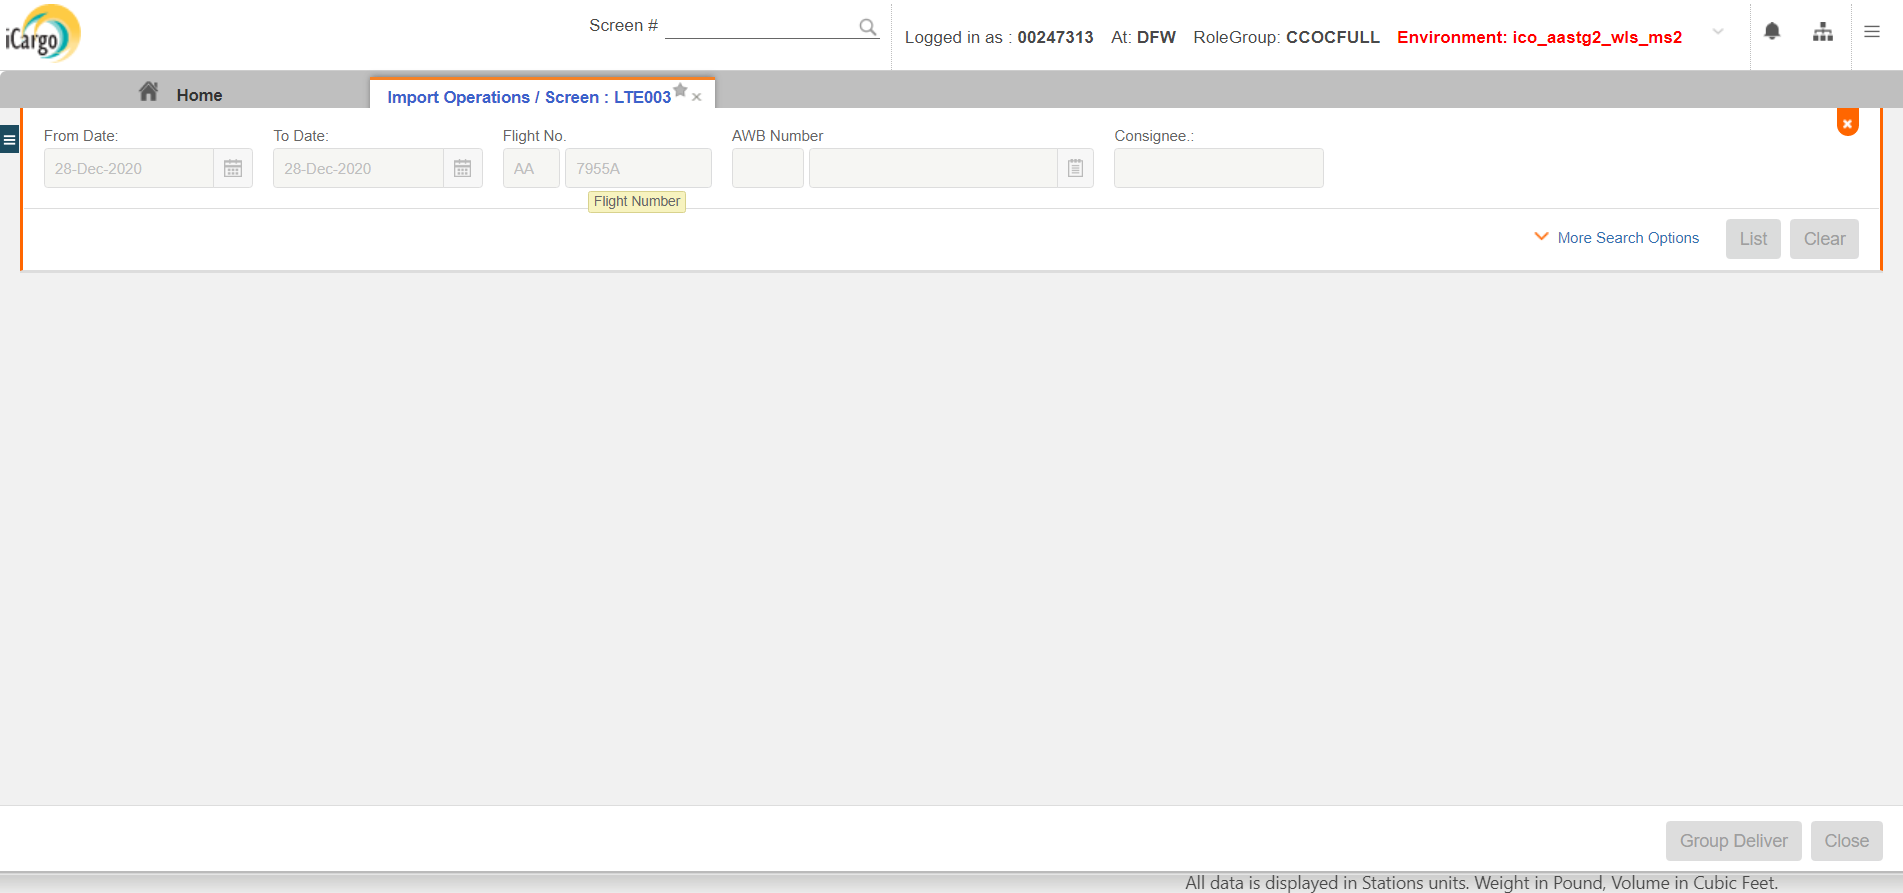 iCargo
Screen #
Logged in as : 00247313 At: DFW RoleGroup: CCOCFULL Environment: ico_aastg2_wls_ms2
Home
Import Operations / Screen : LTE003
From Date: To Date: Flight No. AWB Number Consignee.:
28-Dec-2020 28-Dec-2020 AA 7955A
Flight Number
More Search Options List Clear
Group Deliver Close
All data is displayed in Stations units. Weight in Pound, Volume in Cubic Feet.